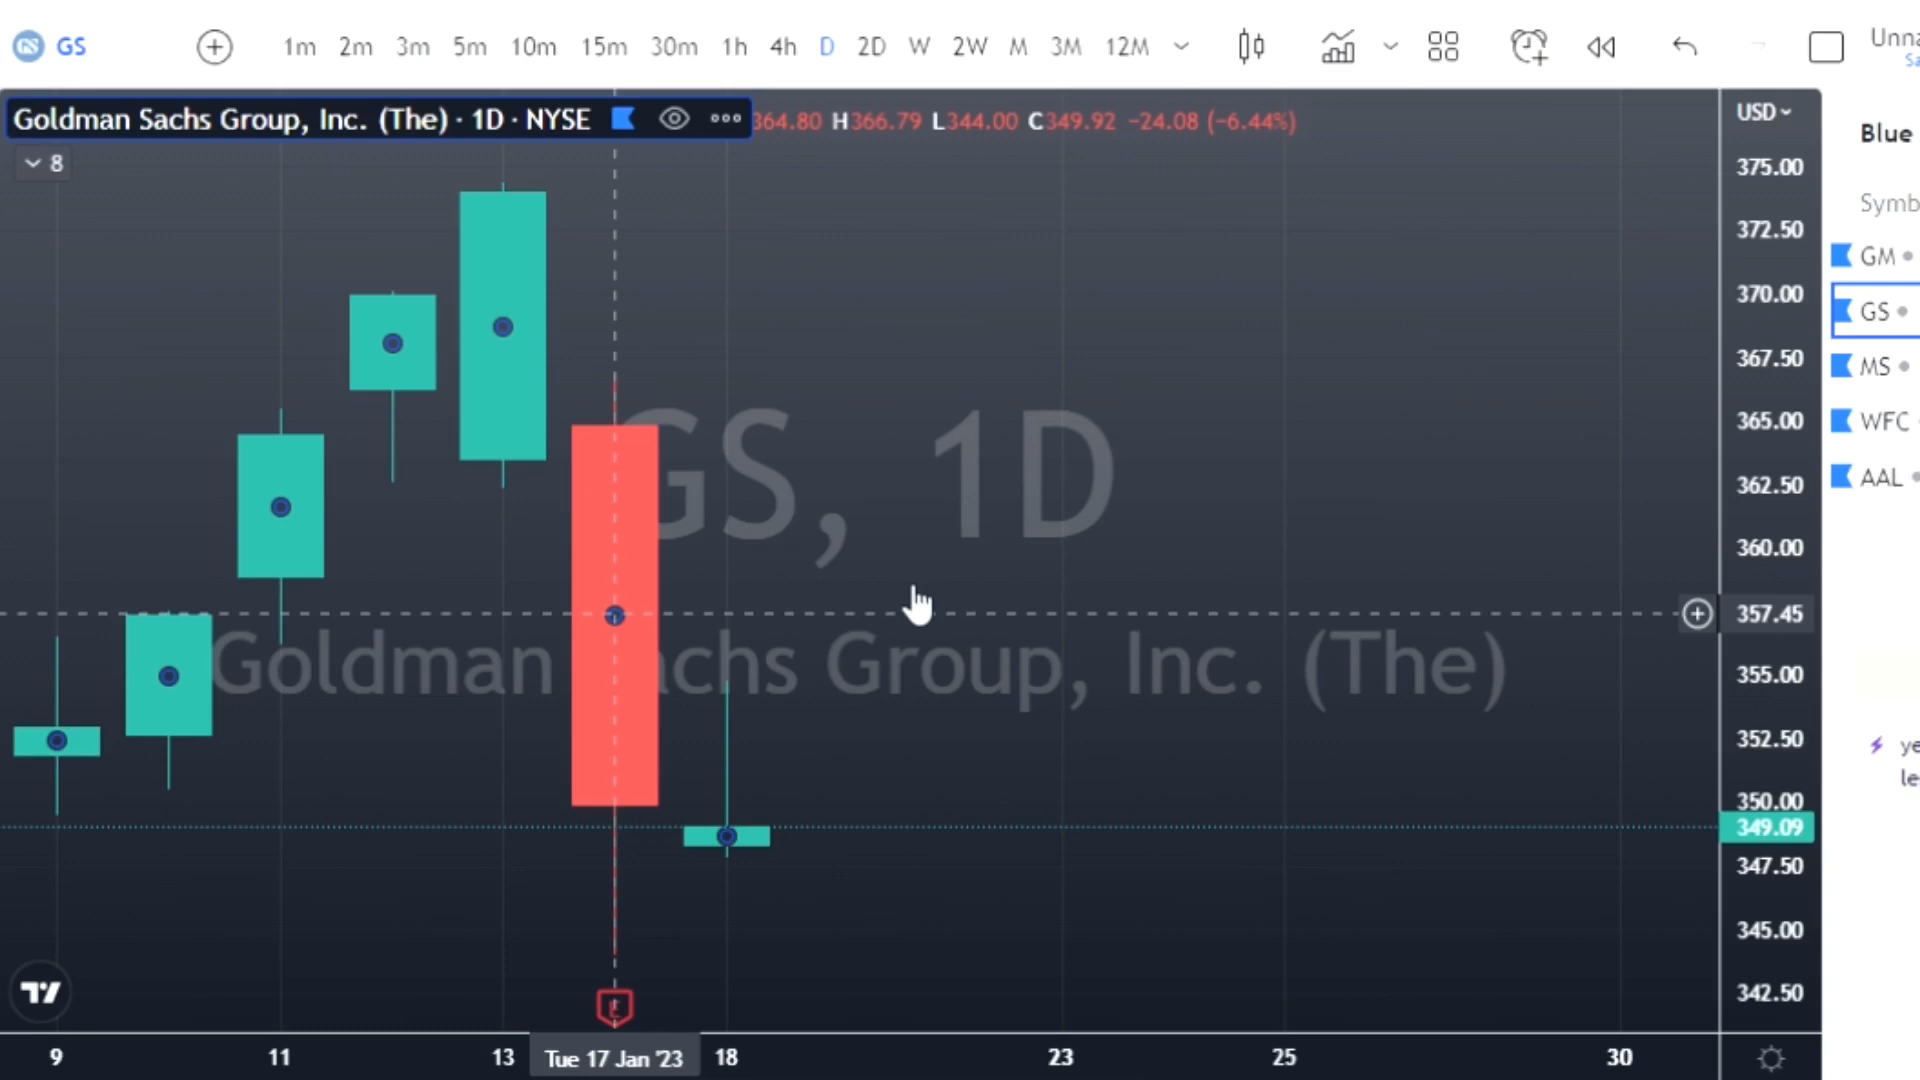 GS 1m 2m 3m 5m 10m 15m 30m 1h 4h D 2D W 2W M 3M 12M Unna
Sa
Goldman Sachs Group, Inc. (The) · 1D · NYSE 364.80 H366.79 L344.00 C349.92 −24.08 (−6.44%)
USD
8
Blue
375.00
Symb
372.50
GM
370.00
GS
367.50
MS
365.00
WFC
362.50
AAL
360.00
357.45
355.00
352.50
350.00
349.09
347.50
345.00
342.50
GS, 1D
Goldman Sachs Group, Inc. (The)
ye
le
E
9 11 13 Tue 17 Jan '23 18 23 25 30